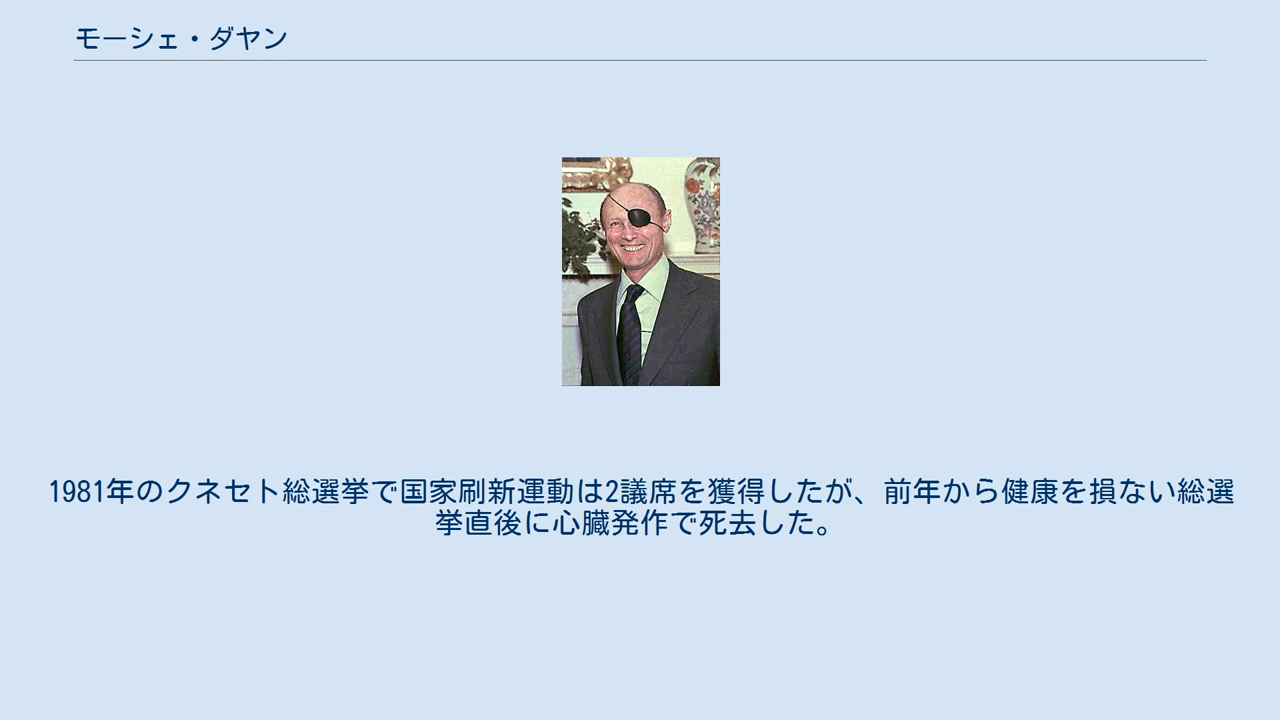 モーシェ・ダヤン
1981年のクネセト総選挙で国家刷新運動は2議席を獲得したが、前年から健康を損ない総選
挙直後に心臓発作で死去した。